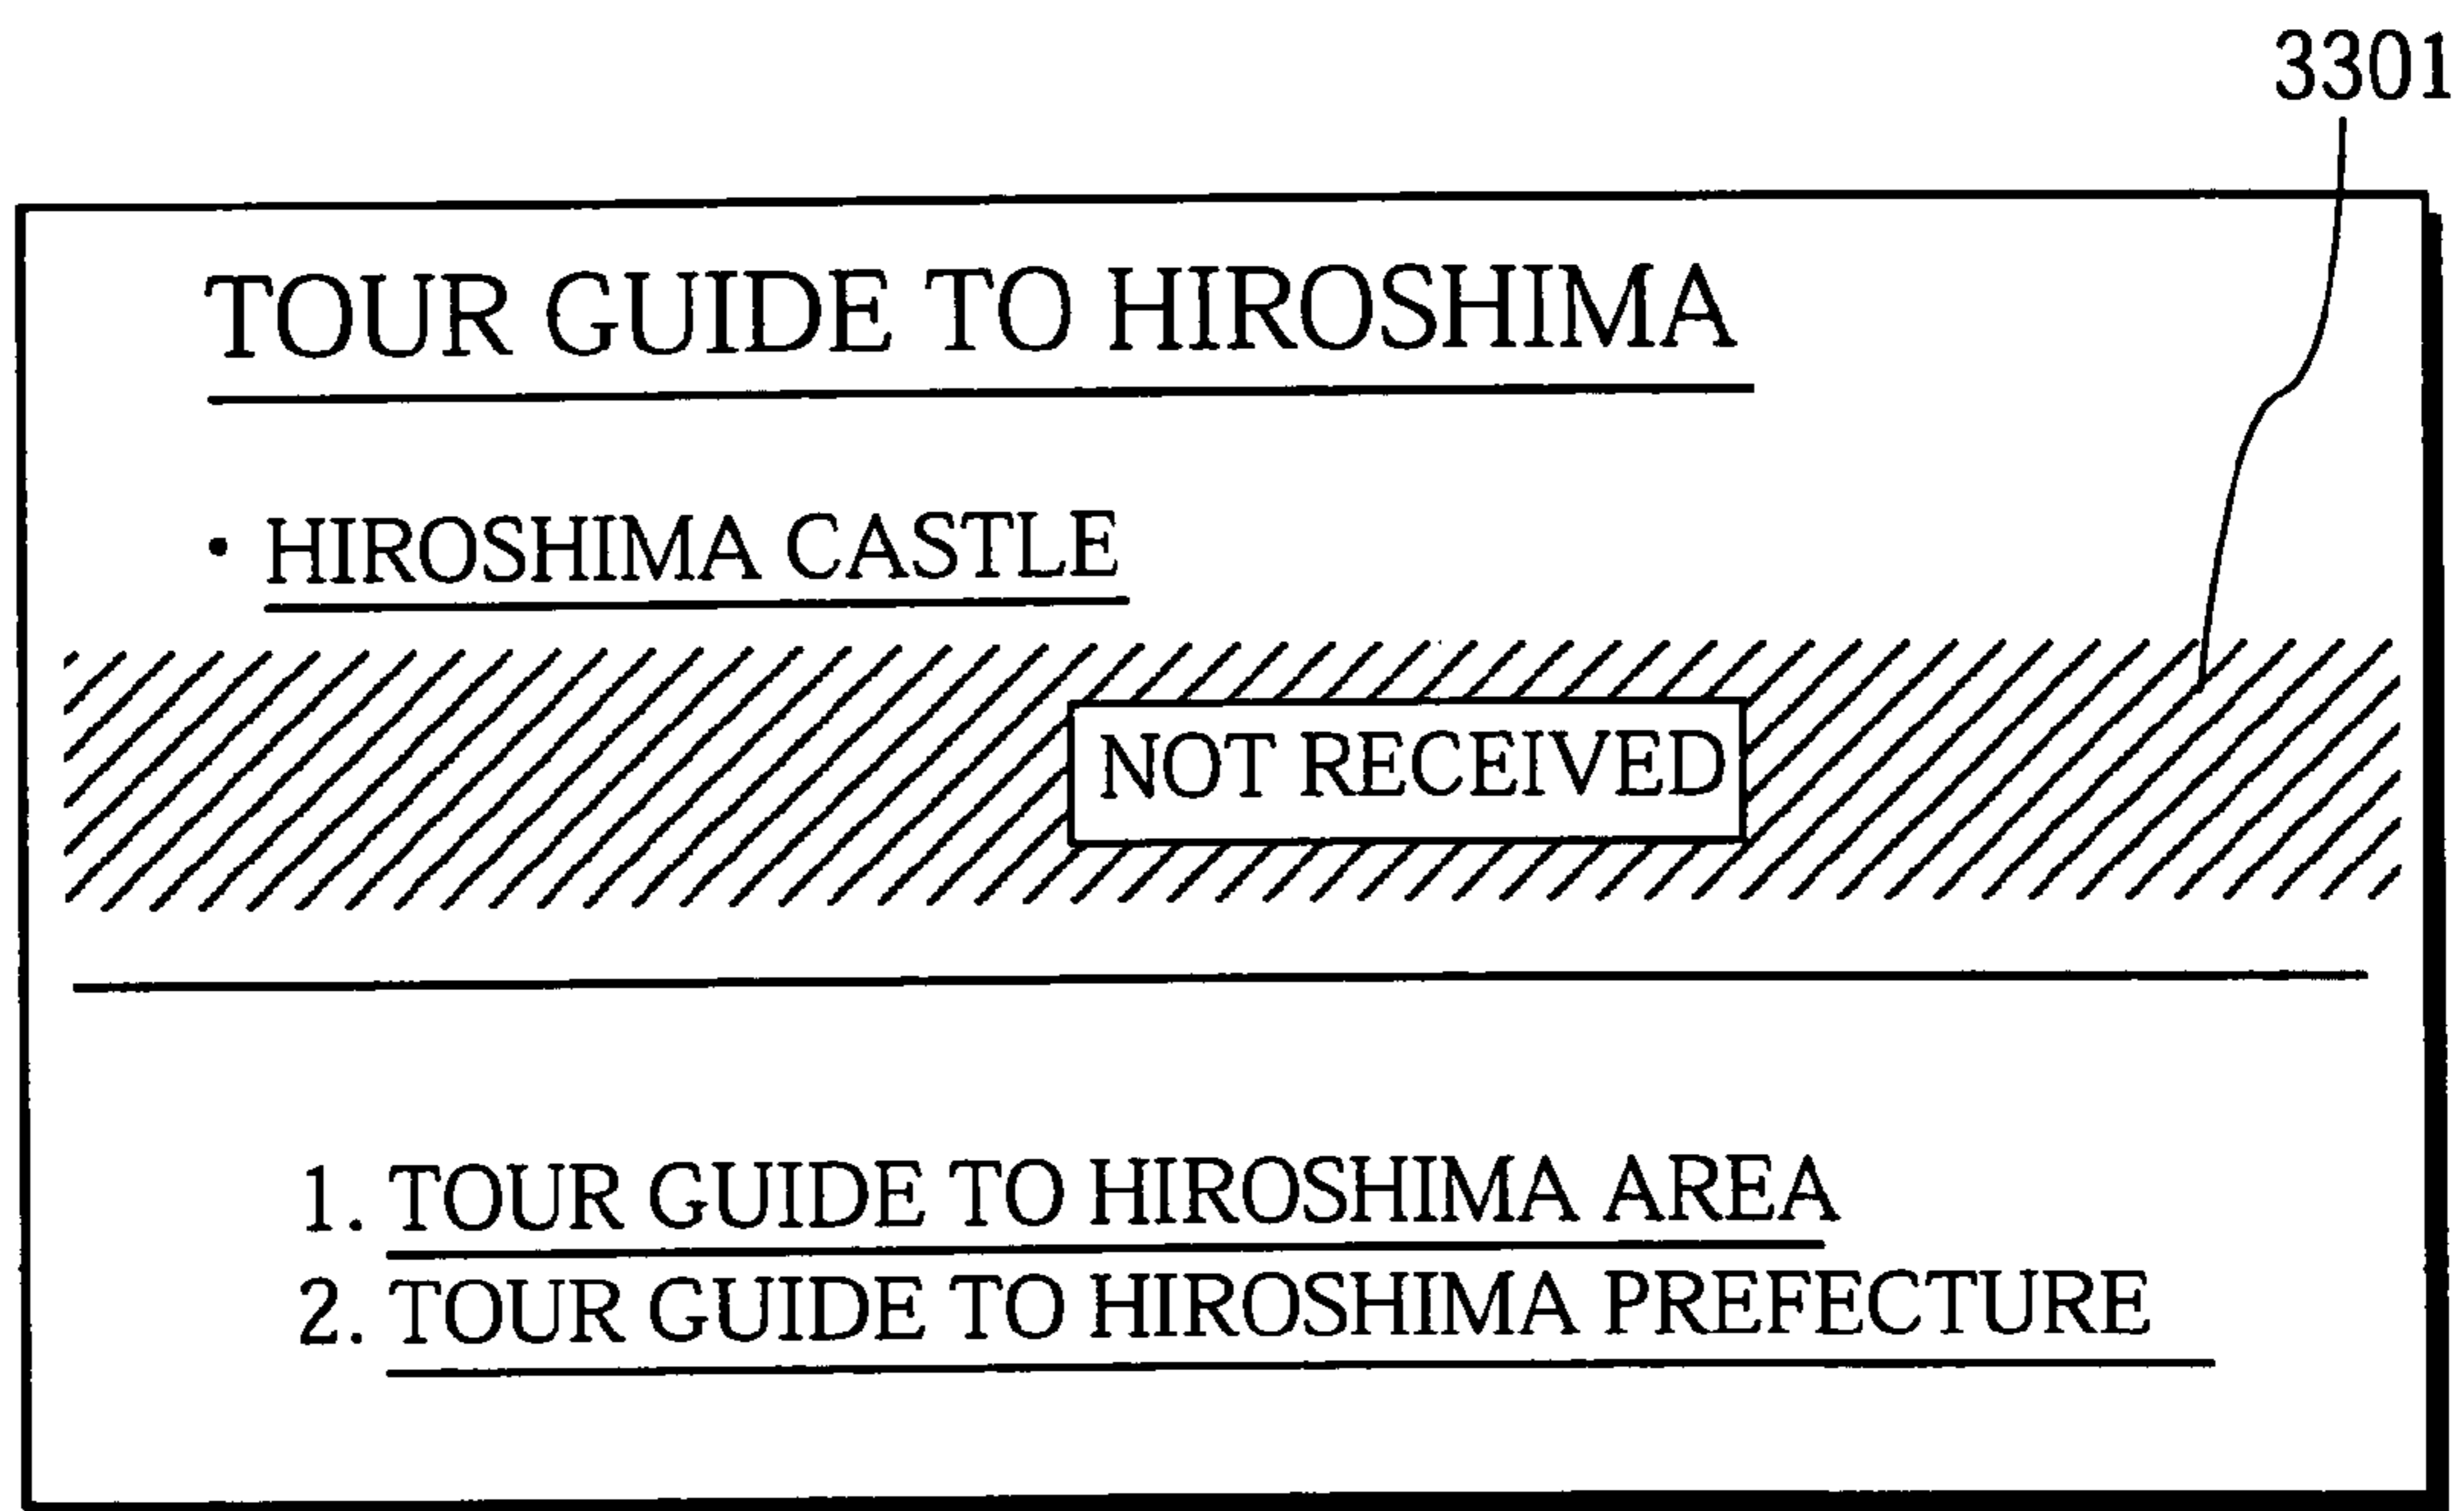 3301
TOUR GUIDE TO HIROSHIMA
• HIROSHIMA CASTLE
NOT RECEIVED
1. TOUR GUIDE TO HIROSHIMA AREA
2. TOUR GUIDE TO HIROSHIMA PREFECTURE